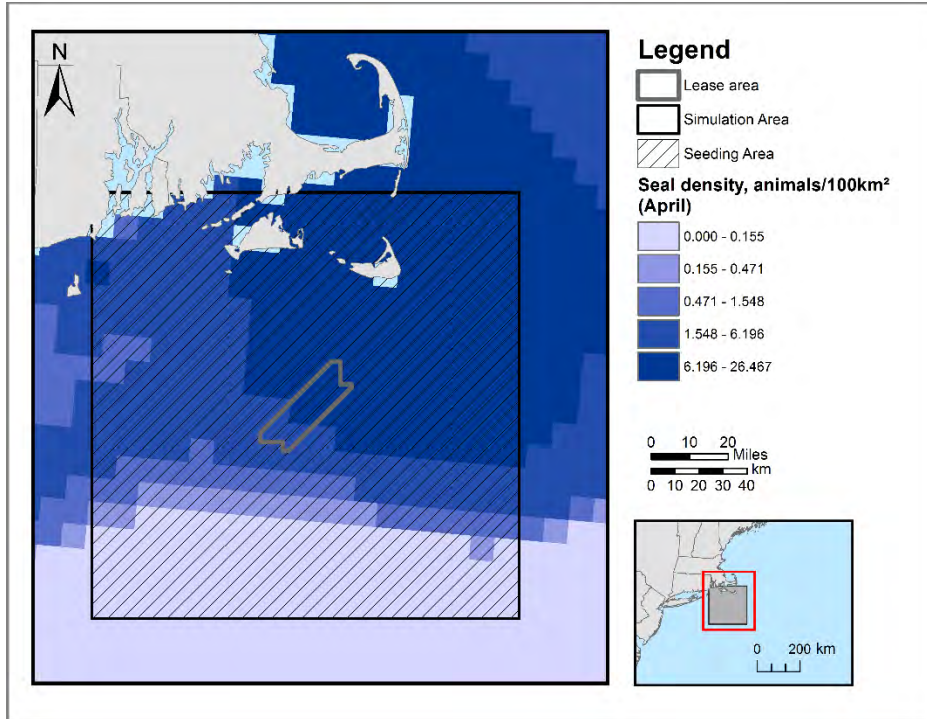 N
Legend
Lease area
Simulation Area
Seeding Area
Seal density, animals/100km²
(April)
0.000 - 0.155
0.155 - 0.471
0.471 - 1.548
1.548 - 6.196
6.196 - 26.467
0 10 20
Miles
km
0 10 20 30 40
0 200 km